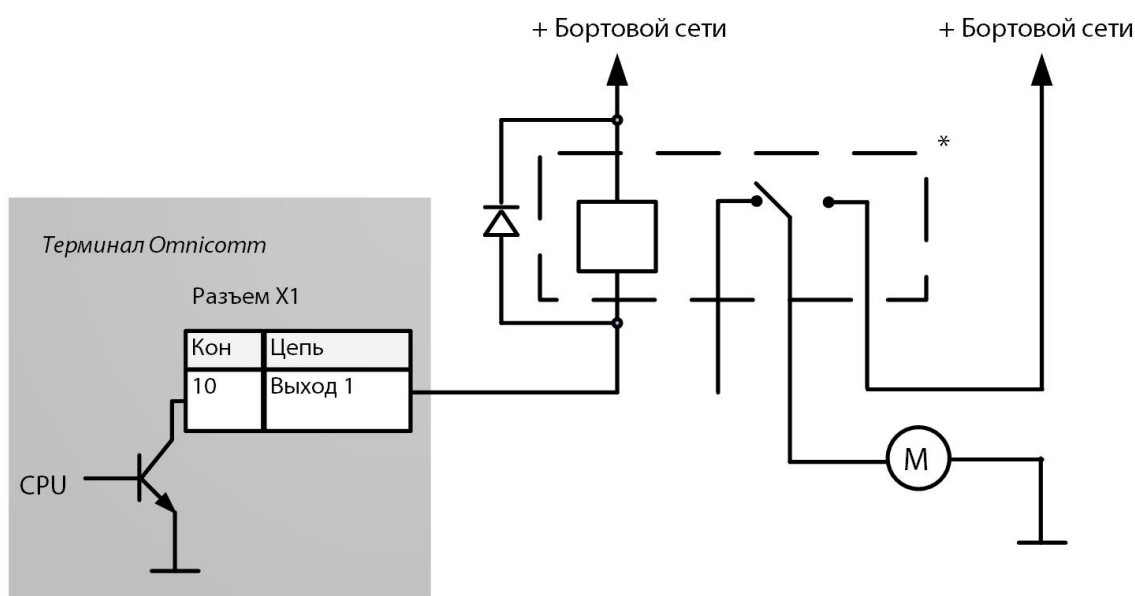 + Бортовой сети
+ Бортовой сети
*
Терминал Omnicomm
Разъем X1
Кон Цепь
10 Выход 1
CPU
M